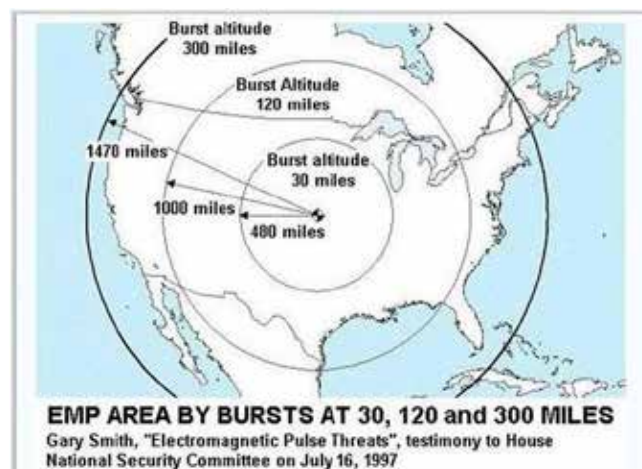 Burst altitude
300 miles
Burst Altitude
120 miles
Burst altitude
30 miles
1470 miles
1000 miles
480 miles
EMP AREA BY BURSTS AT 30, 120 and 300 MILES
Gary Smith, "Electromagnetic Pulse Threats", testimony to House
National Security Committee on July 16, 1997